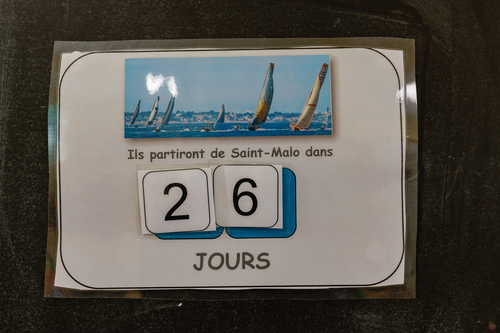 Ils partiront de Saint-Malo dans
26
JOURS